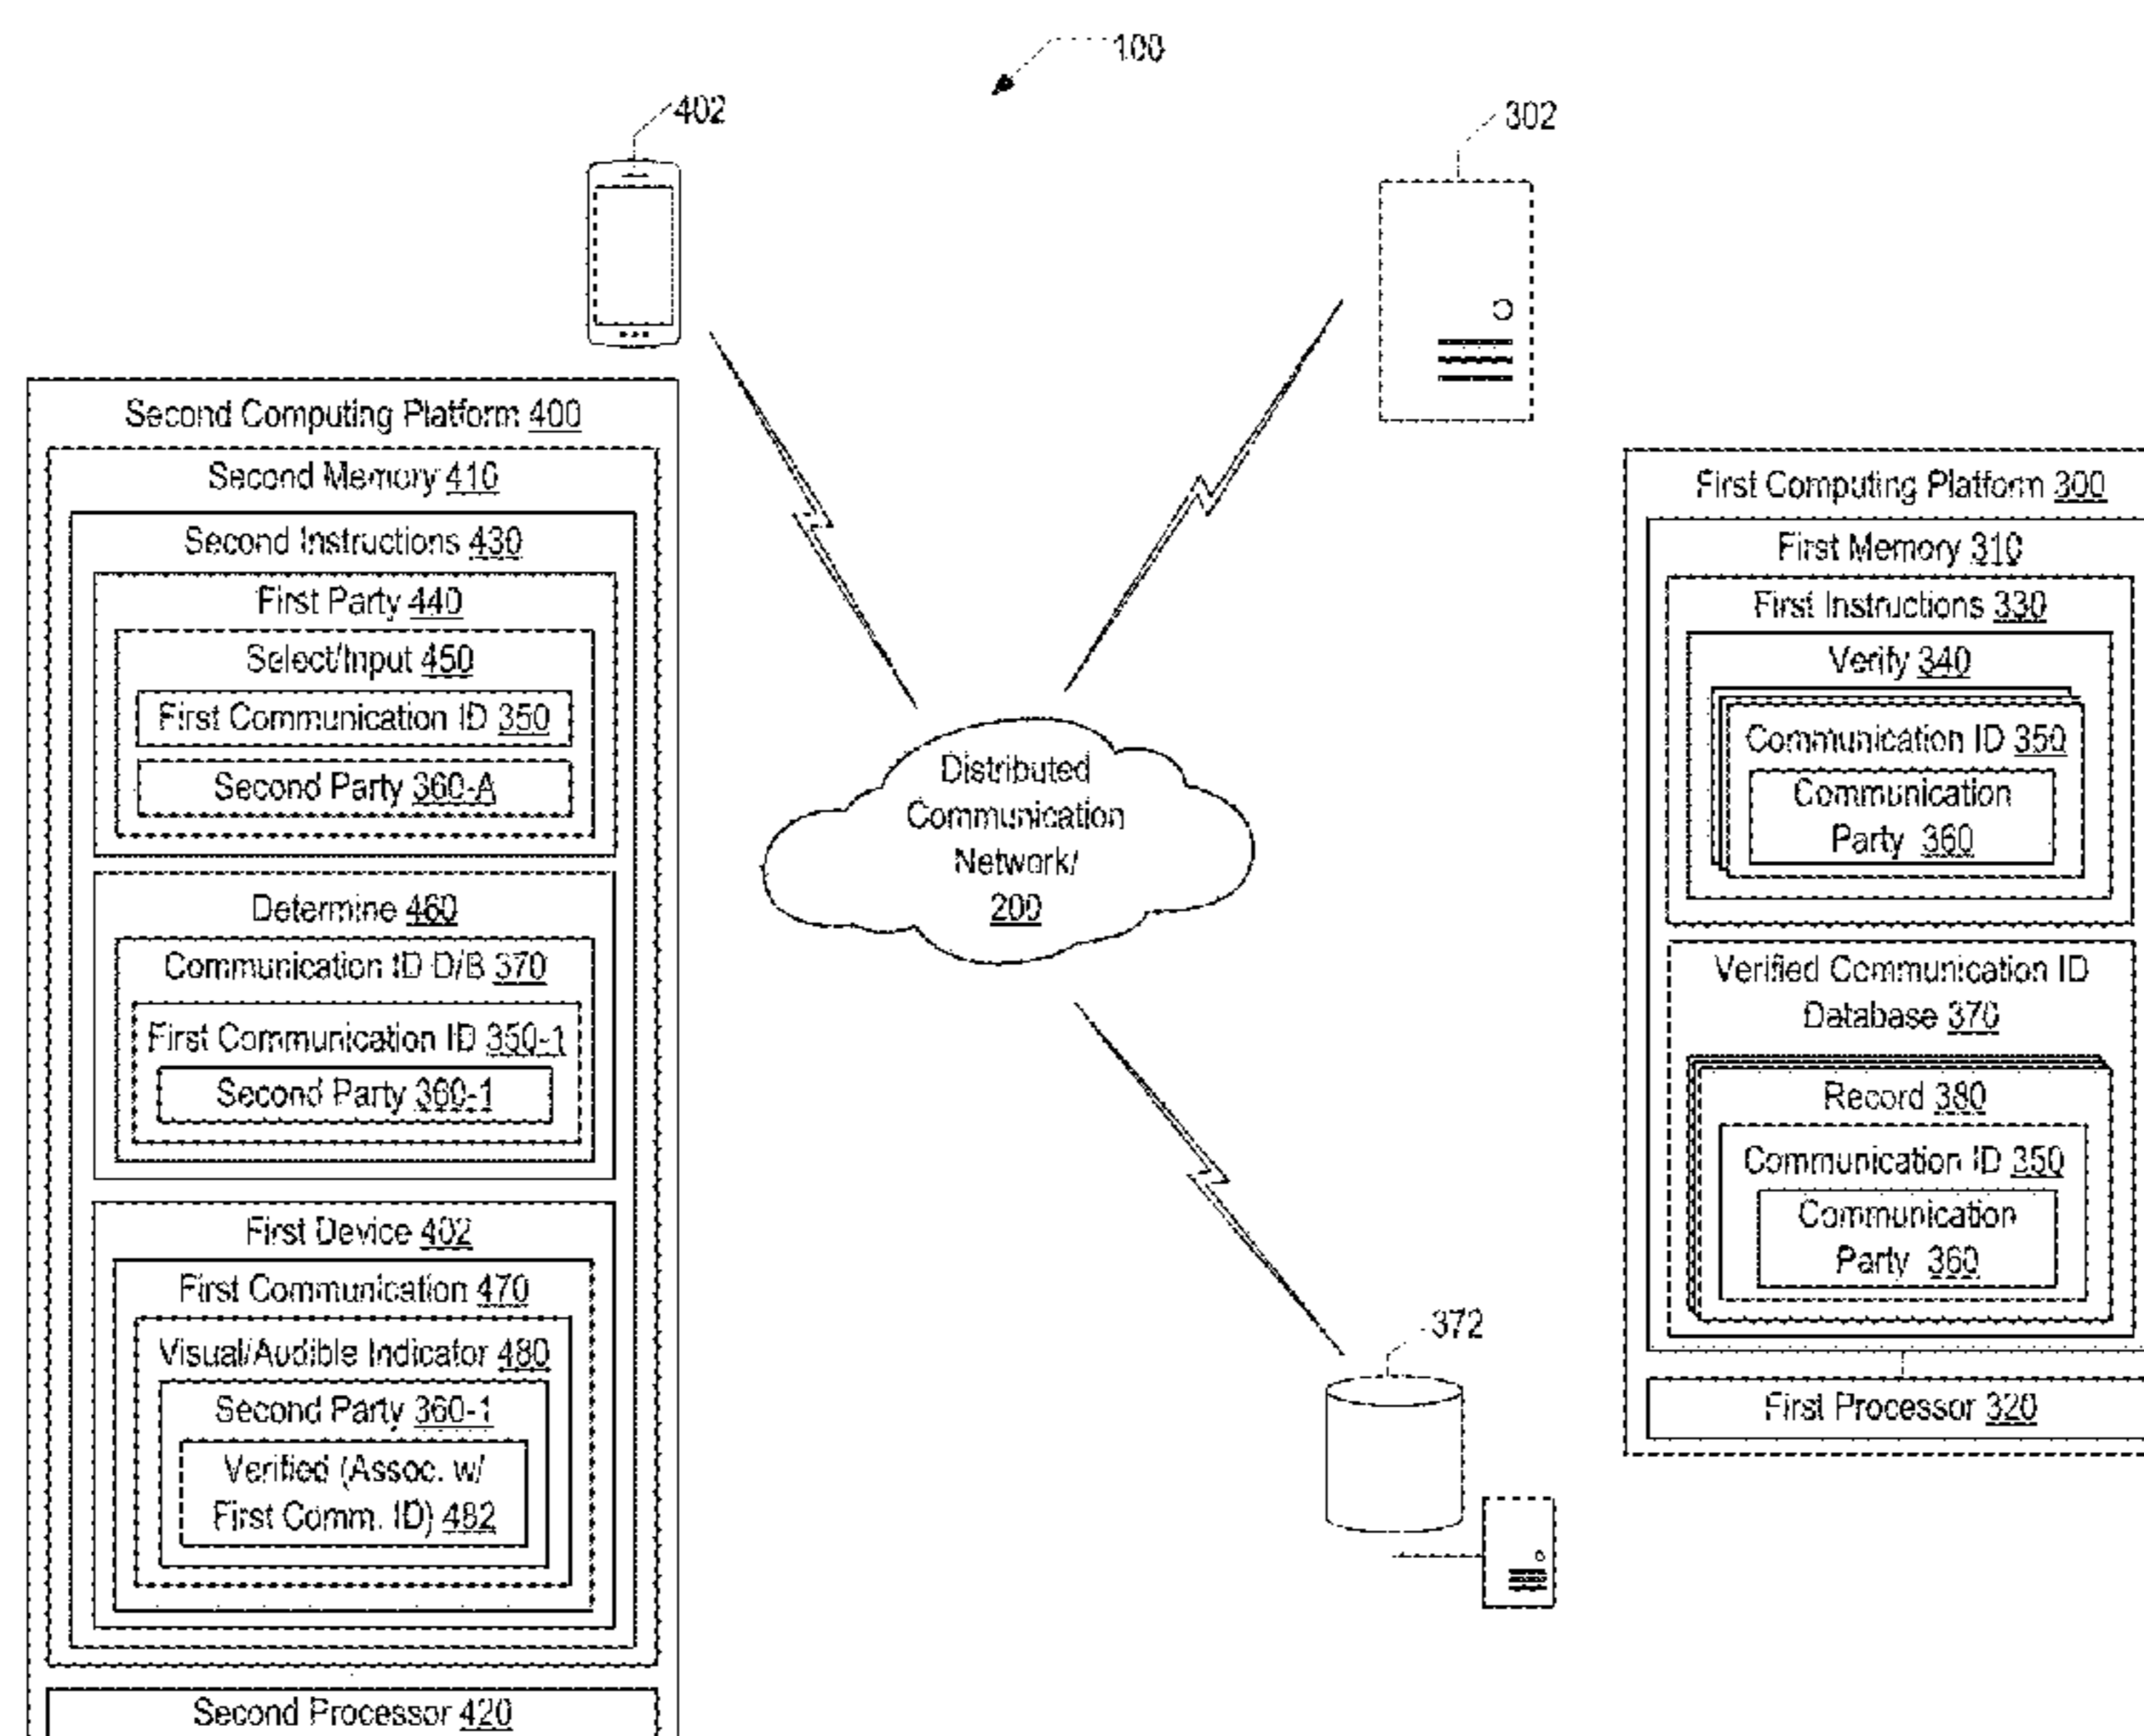 100
402
302
Second Computing Platform 400
Second Memory 410
Second Instructions 430
First Party 440
Select/Input 450
First Communication ID 350
Second Party 360-A
Determine 460
Communication ID D/B 370
First Communication ID 350-1
Second Party 360-1
First Device 402
First Communication 470
Visual/Audible Indicator 480
Second Party 360-1
Verified (Assoc. w/
First Comm. ID) 482
Second Processor 420
Distributed
Communication
Network/
200
372
First Computing Platform 300
First Memory 310
First Instructions 330
Verify 340
Communication ID 350
Communication
Party 360
Verified Communication ID
Database 370
Record 380
Communication ID 350
Communication
Party 360
First Processor 320